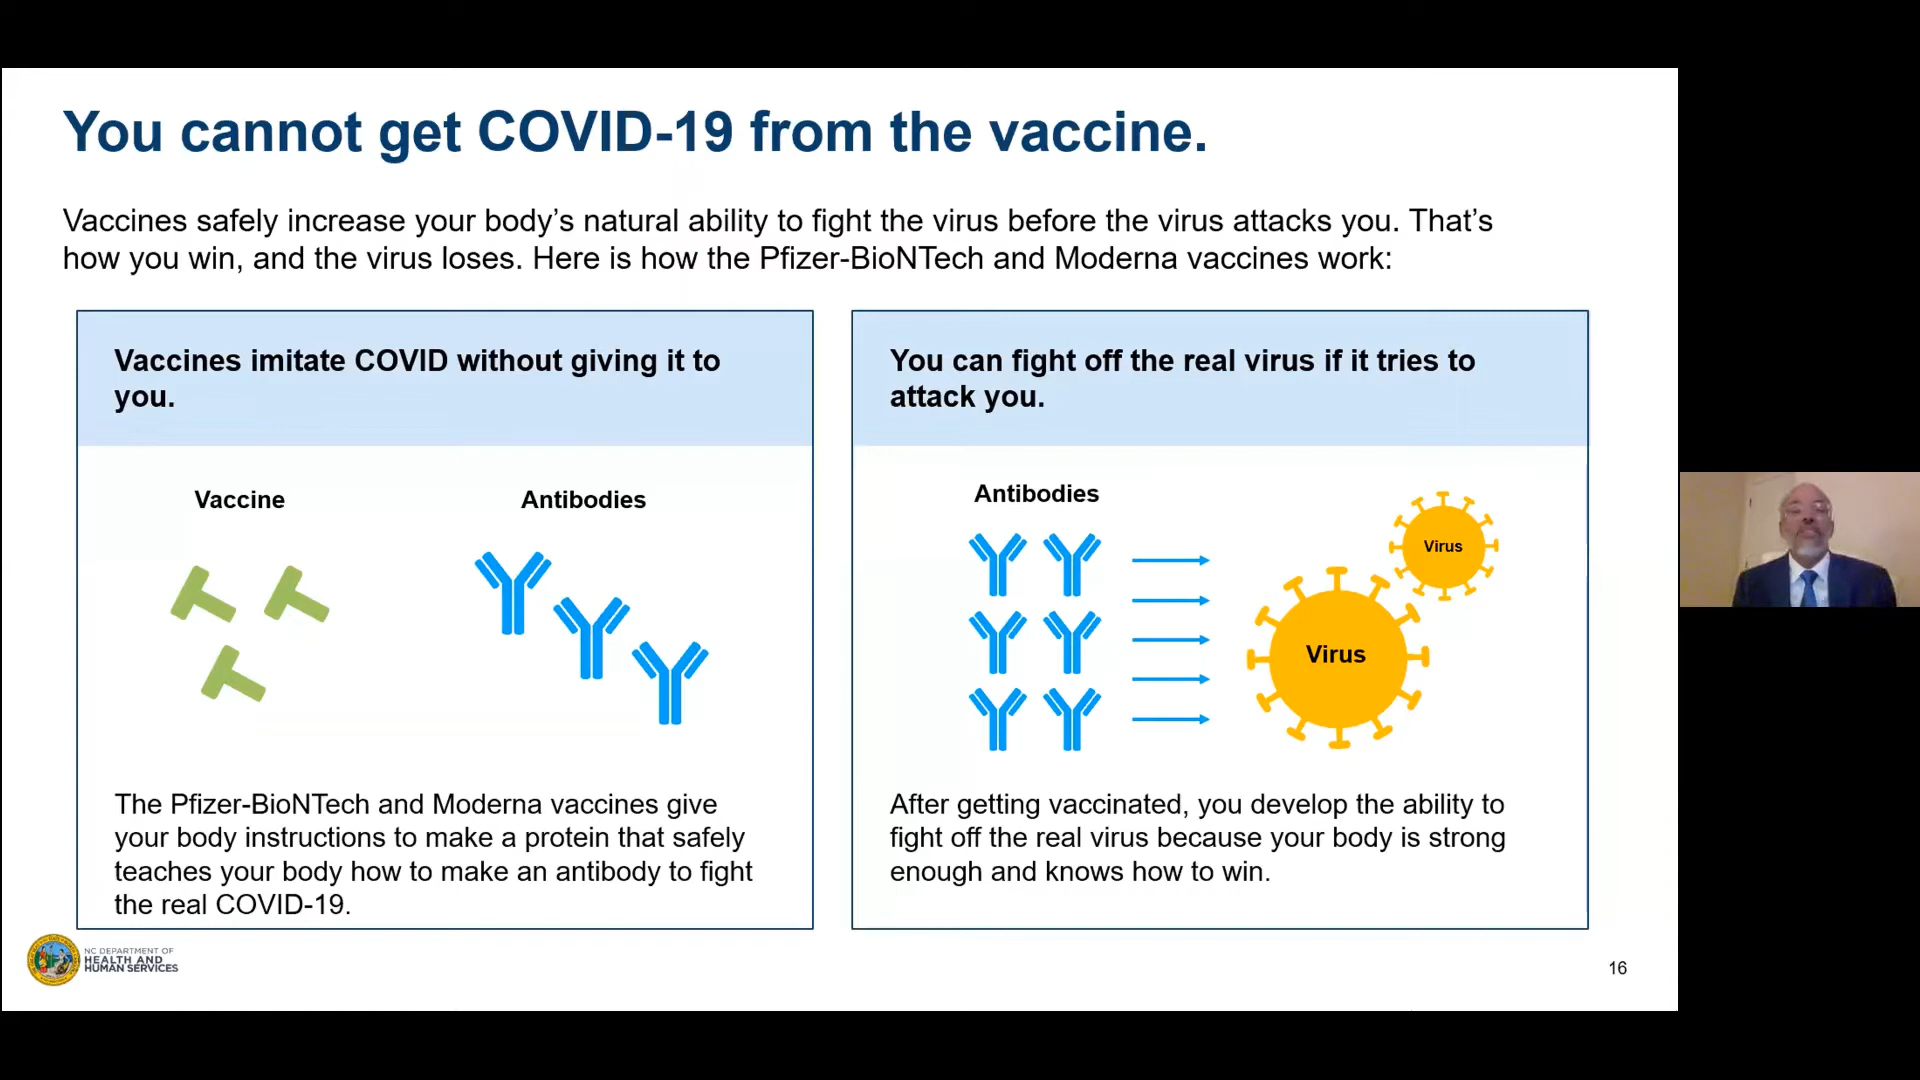 You cannot get COVID-19 from the vaccine.
Vaccines safely increase your body’s natural ability to fight the virus before the virus attacks you. That’s
how you win, and the virus loses. Here is how the Pfizer-BioNTech and Moderna vaccines work:
Vaccines imitate COVID without giving it to
you.
Vaccine
Antibodies
The Pfizer-BioNTech and Moderna vaccines give
your body instructions to make a protein that safely
teaches your body how to make an antibody to fight
the real COVID-19.
You can fight off the real virus if it tries to
attack you.
Antibodies
Virus
Virus
After getting vaccinated, you develop the ability to
fight off the real virus because your body is strong
enough and knows how to win.
NC DEPARTMENT OF
HEALTH AND
HUMAN SERVICES
16